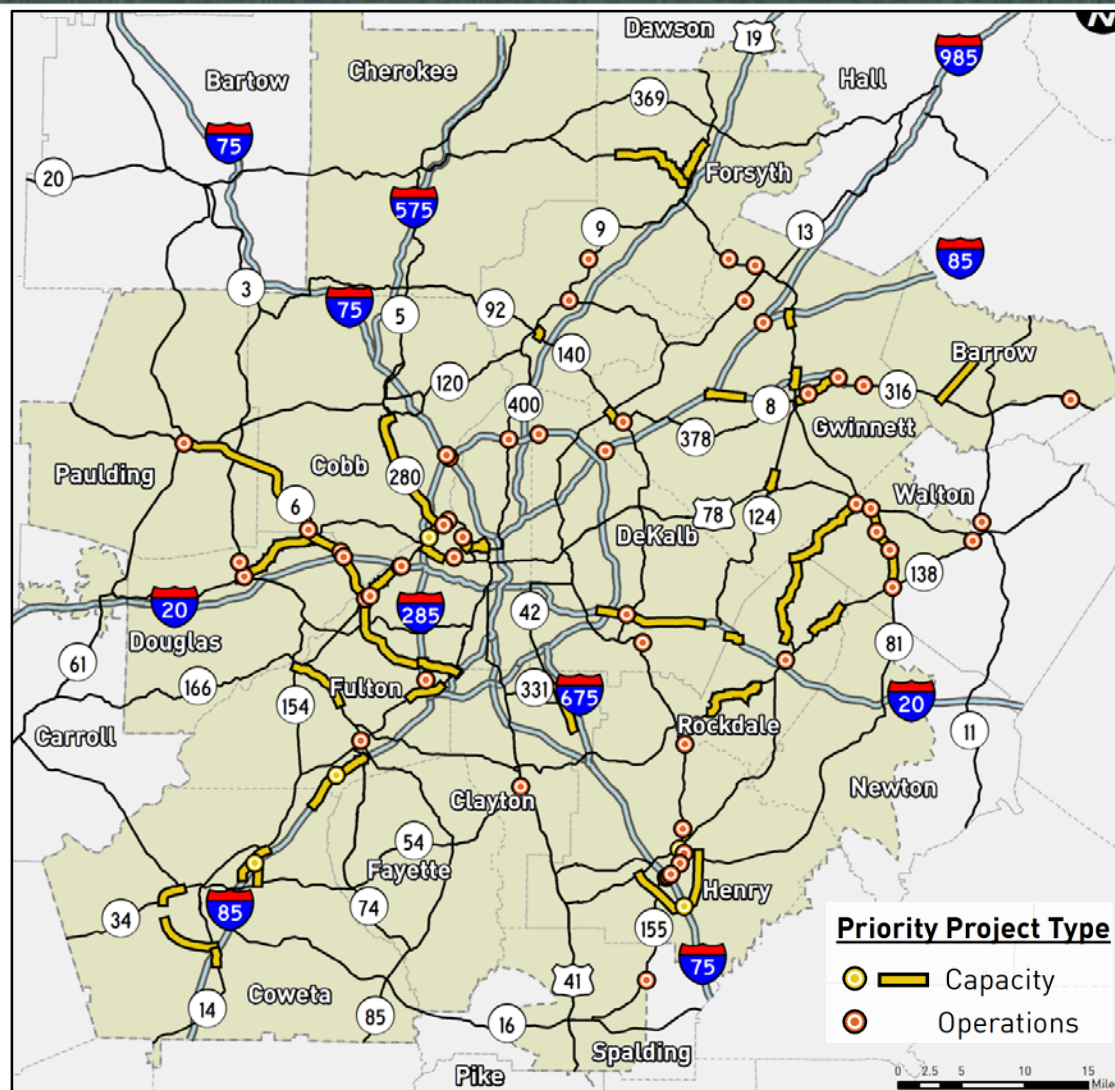 N
Dawson
19
985
Bartow
Cherokee
Hall
369
75
20
Forsyth
575
9
13
85
3
75
5
92
Barrow
140
120
400
8
316
Gwinnett
378
Paulding
Cobb
280
Walton
6
78
124
DeKalb
138
20
285
42
Douglas
81
61
166
Fulton
331
675
154
20
Rockdale
11
Carroll
Newton
Clayton
54
Fayette
Henry
34
85
74
155
Priority Project Type
75
Capacity
41
Coweta
14
85
16
Operations
Spalding
0 2.5 5 10 15
Mile
Pike